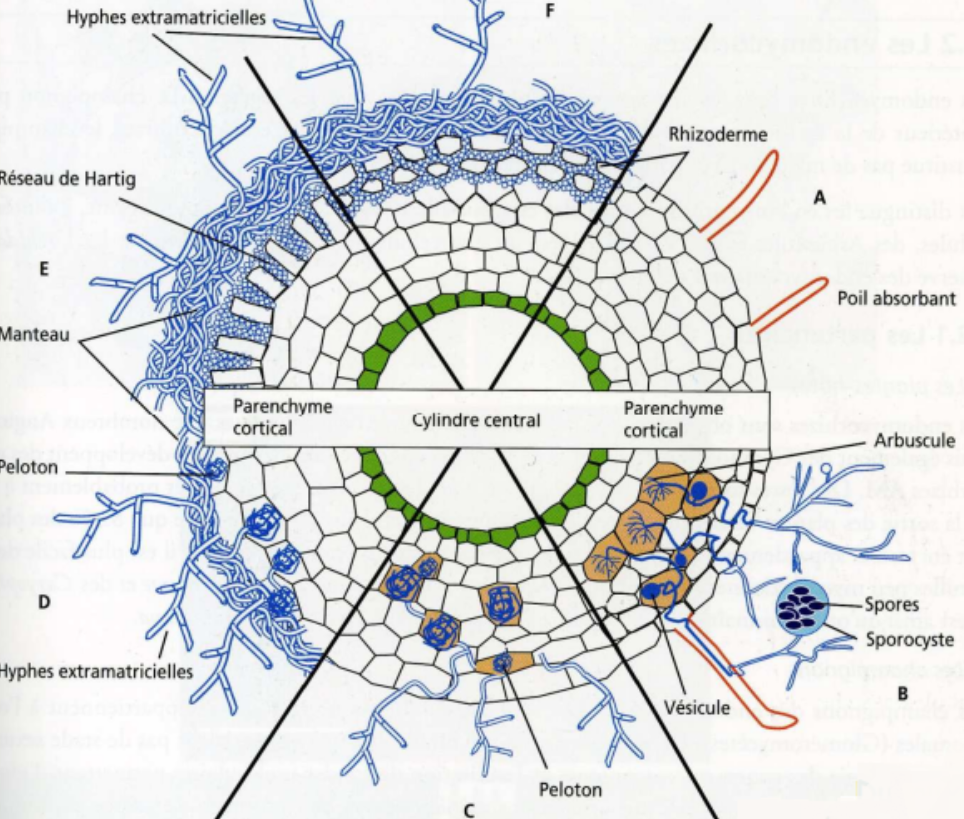 Hyphes extramatricielles
F
Rhizoderme
Réseau de Hartig
A
E
Poil absorbant
Manteau
Parenchyme
cortical
Cylindre central
Parenchyme
cortical
Arbuscule
Peloton
D
Spores
Sporocyste
Hyphes extramatricielles
B
Vésicule
Peloton
C